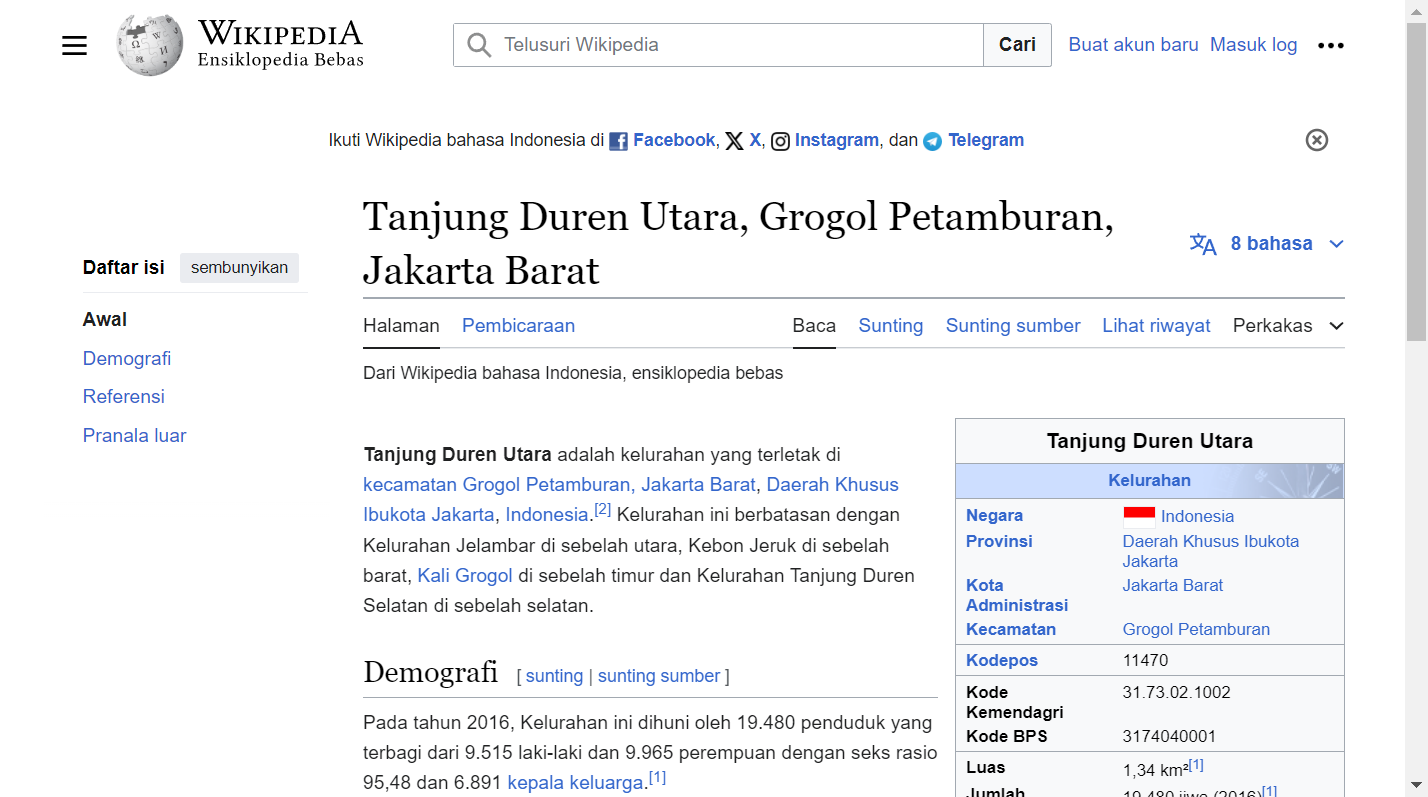 WIKIPEDIA
Ensiklopedia Bebas
Telusuri Wikipedia
Cari
Buat akun baru
Masuk log
Ikuti Wikipedia bahasa Indonesia di Facebook, X, Instagram, dan Telegram
Daftar isi
sembunyikan
Awal
Demografi
Referensi
Pranala luar
Tanjung Duren Utara, Grogol Petamburan,
Jakarta Barat
8 bahasa
Halaman
Pembicaraan
Baca
Sunting
Sunting sumber
Lihat riwayat
Perkakas
Dari Wikipedia bahasa Indonesia, ensiklopedia bebas
Tanjung Duren Utara adalah kelurahan yang terletak di
kecamatan Grogol Petamburan, Jakarta Barat, Daerah Khusus
Ibukota Jakarta, Indonesia.[2] Kelurahan ini berbatasan dengan
Kelurahan Jelambar di sebelah utara, Kebon Jeruk di sebelah
barat, Kali Grogol di sebelah timur dan Kelurahan Tanjung Duren
Selatan di sebelah selatan.
Demografi [ sunting | sunting sumber ]
Pada tahun 2016, Kelurahan ini dihuni oleh 19.480 penduduk yang
terbagi dari 9.515 laki-laki dan 9.965 perempuan dengan seks rasio
95,48 dan 6.891 kepala keluarga.[1]
Tanjung Duren Utara
Kelurahan
Negara Indonesia
Provinsi Daerah Khusus Ibukota
Jakarta
Kota Jakarta Barat
Administrasi
Kecamatan Grogol Petamburan
Kodepos 11470
Kode 31.73.02.1002
Kemendagri
Kode BPS 3174040001
Luas 1,34 km²[1]
Jumlah 19.480 jiwa (2016)[1]